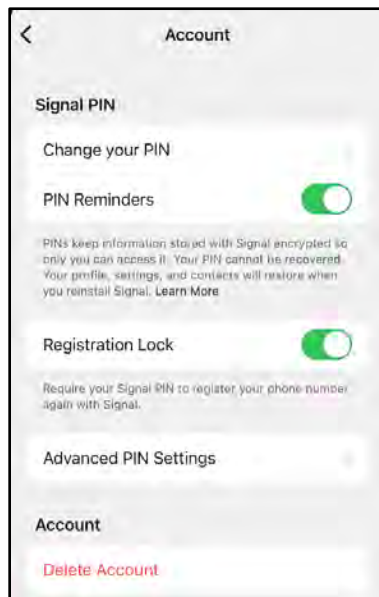 Account
Signal PIN
Change your PIN
PIN Reminders
PINs keep information stored with Signal encrypted so
only you can access it. Your PIN cannot be recovered.
Your profile, settings, and contacts will restore when
you reinstall Signal. Learn More
Registration Lock
Require your Signal PIN to register your phone number
again with Signal.
Advanced PIN Settings
Account
Delete Account